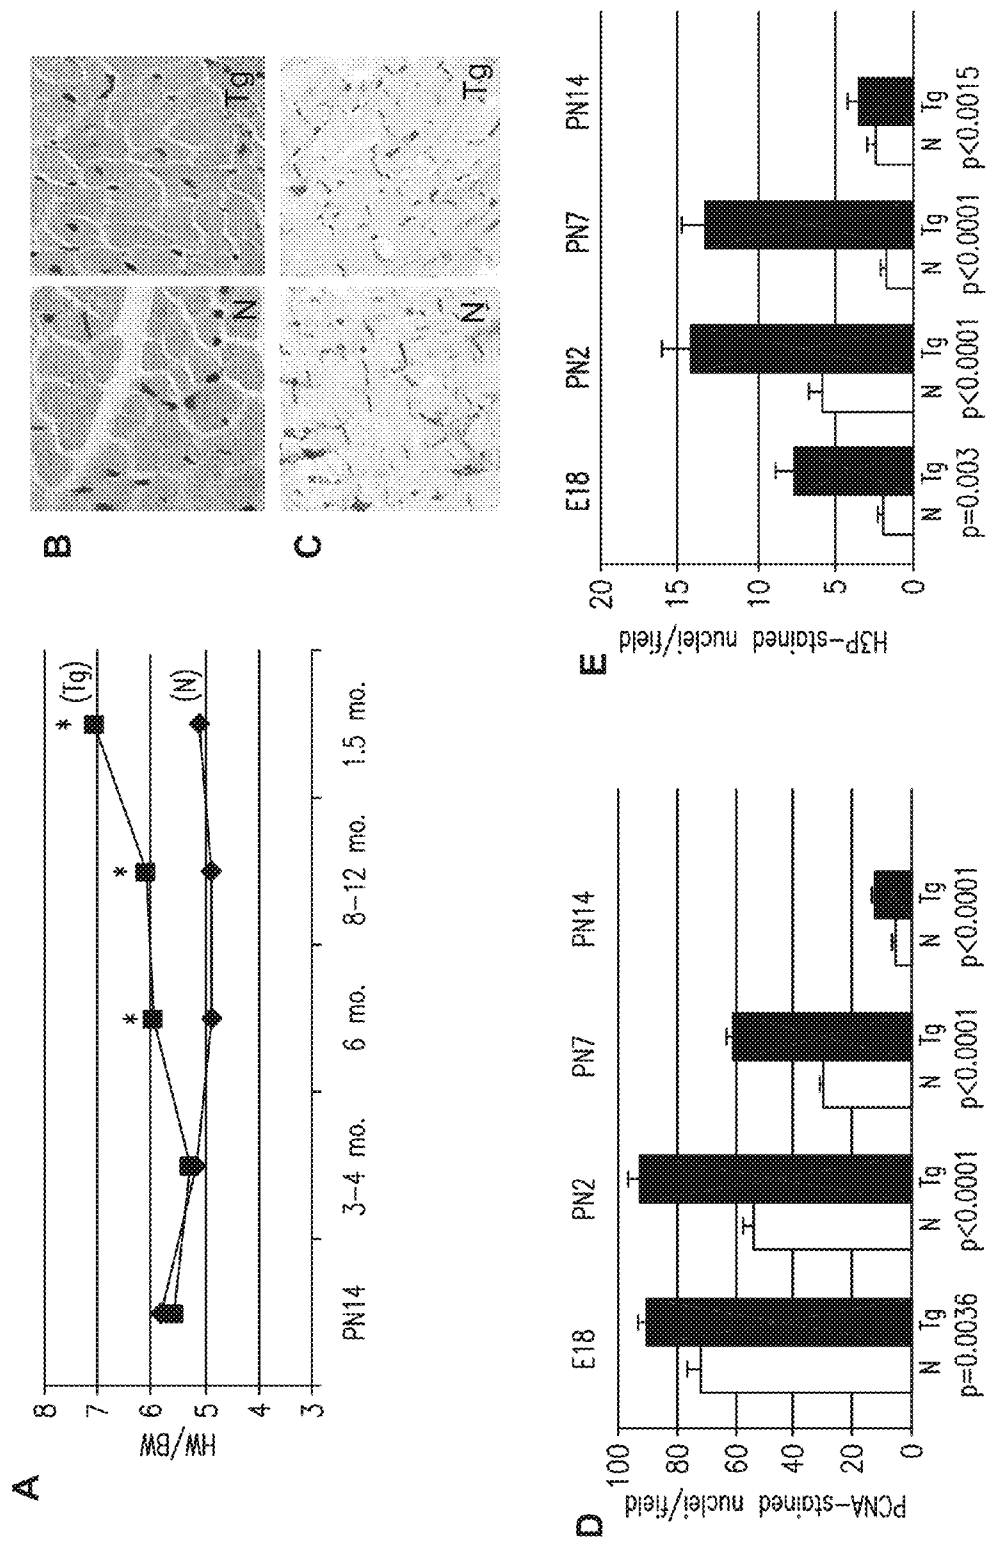 A
HW/BW
8
7
6
5
4
3
* (Tg)
*
*
(N)
PN14
3-4 mo.
6 mo.
8-12 mo.
1.5 mo.
B
N
Tg
C
N
Tg
D
PCNA-stained nuclei/field
100
80
60
40
20
0
E18
PN2
PN7
PN14
N Tg N Tg N Tg N Tg
p=0.0036 p<0.0001 p<0.0001 p<0.0001
E
H3P-stained nuclei/field
20
15
10
5
0
E18
PN2
PN7
PN14
N Tg N Tg N Tg N Tg
p=0.003 p<0.0001 p<0.0001 p<0.0015